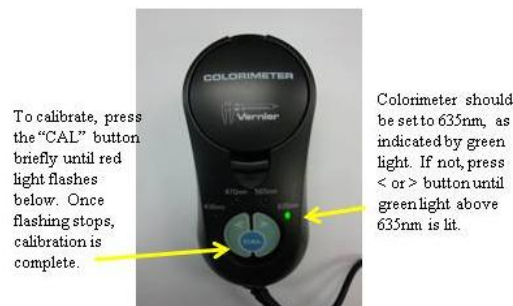 To calibrate, press
the "CAL" button
briefly until red
light flashes
below. Once
flashing stops,
calibration is
complete.
COLORIMETER
Vernier
470nm 565nm
430nm 635nm
< >
CAL
Colorimeter should
be set to 635nm, as
indicated by green
light. If not, press
< or > button until
green light above
635nm is lit.